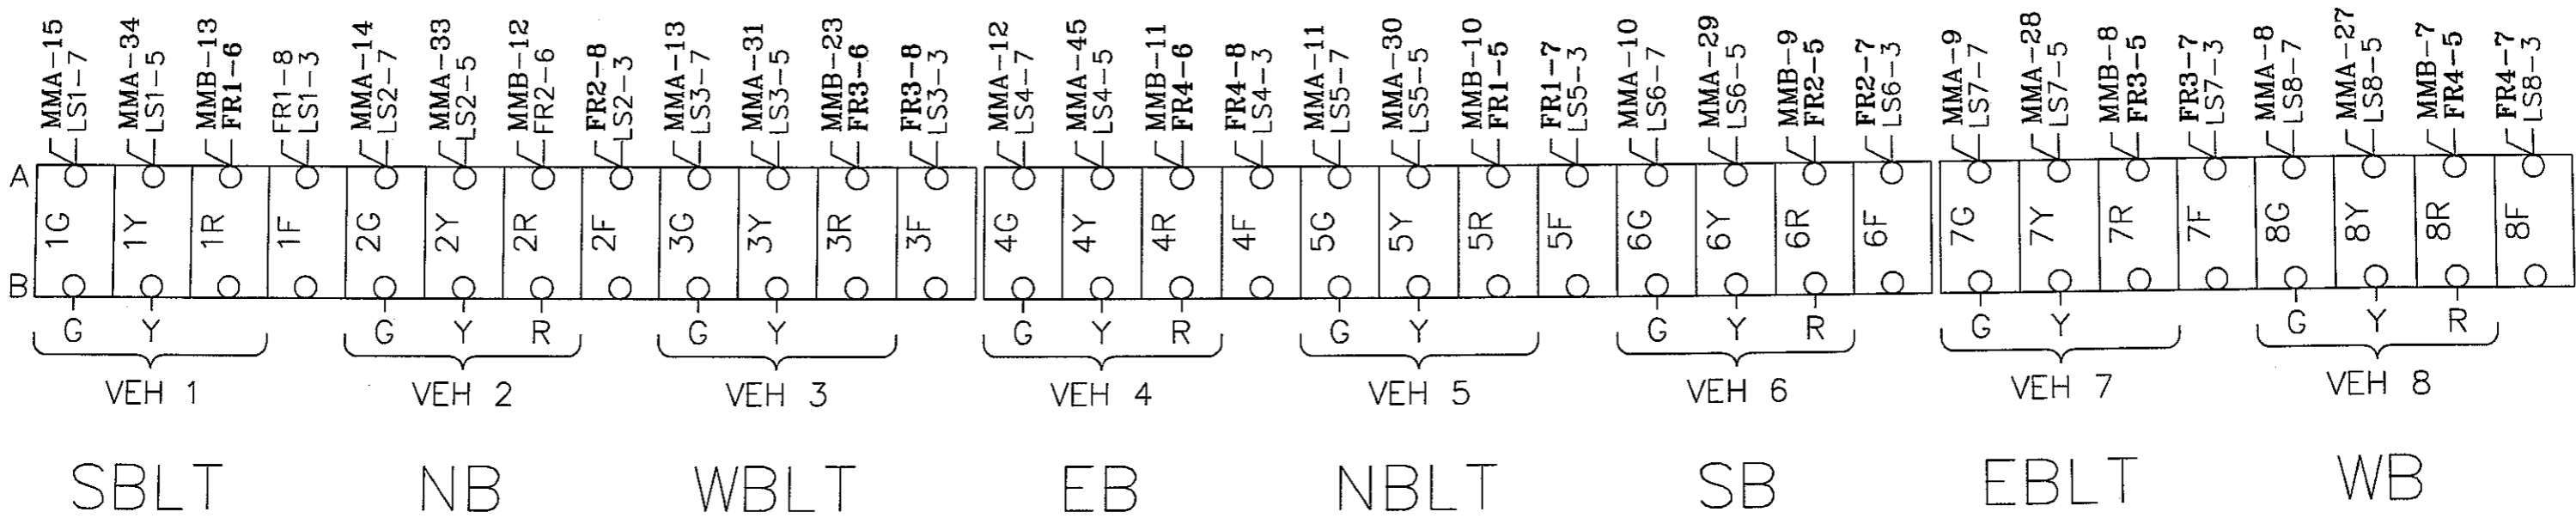 MMA-15 MMA-34 MMB-13 FR1-8 MMA-14 MMA-33 MMB-12 FR2-8 MMA-13 MMA-31 MMB-23 FR3-8 MMA-12 MMA-45 MMB-11 FR4-8 MMA-11 MMA-30 MMB-10 FR1-7 MMA-10 MMA-29 MMB-9 FR2-7 MMA-9 MMA-28 MMB-8 FR3-7 MMA-8 MMA-27 MMB-7 FR4-7
LS1-7 LS1-5 FR1-6 LS1-3 LS2-7 LS2-5 FR2-6 LS2-3 LS3-7 LS3-5 FR3-6 LS3-3 LS4-7 LS4-5 FR4-6 LS4-3 LS5-7 LS5-5 FR1-5 LS5-3 LS6-7 LS6-5 FR2-5 LS6-3 LS7-7 LS7-5 FR3-5 LS7-3 LS8-7 LS8-5 FR4-5 LS8-3
A
1G 1Y 1R 1F 2G 2Y 2R 2F 3G 3Y 3R 3F 4G 4Y 4R 4F 5G 5Y 5R 5F 6G 6Y 6R 6F 7G 7Y 7R 7F 8G 8Y 8R 8F
B
G Y G Y R G Y G Y R G Y G Y R G Y G Y R
VEH 1 VEH 2 VEH 3 VEH 4 VEH 5 VEH 6 VEH 7 VEH 8
SBLT NB WBLT EB NBLT SB EBLT WB